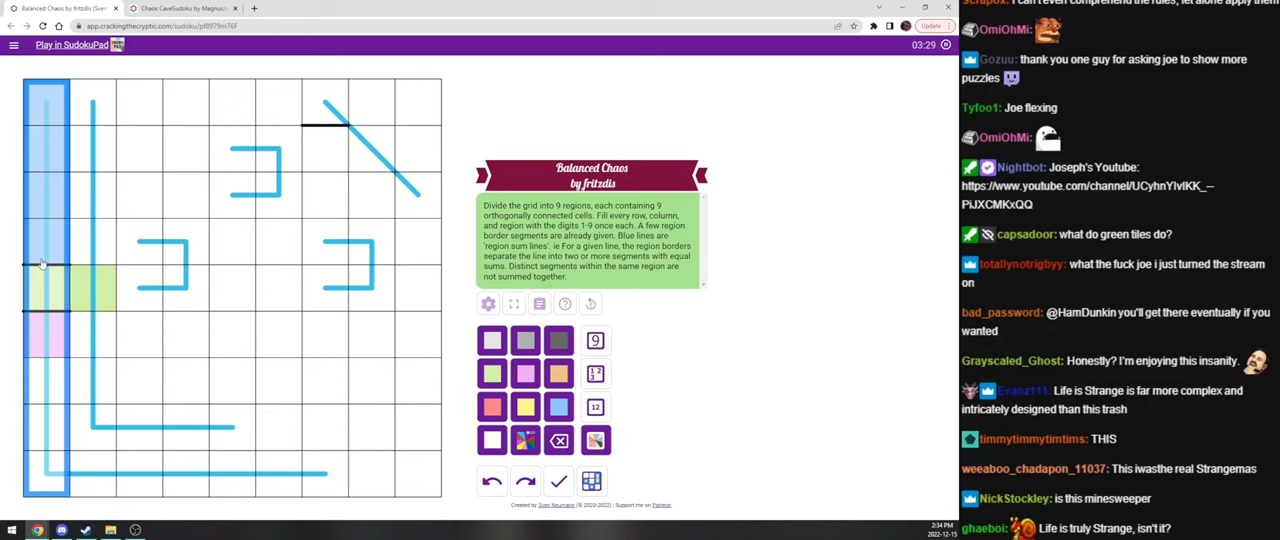 Balanced Chaos by fritzdis (Sven
Chaos CaveSudoku by Magnus
app.crackingthecryptic.com/sudoku/pf8979m76F
Update
Play in SudokuPad
03:29
Balanced Chaos
by fritzdis
Divide the grid into 9 regions, each containing 9
orthogonally connected cells. Fill every row, column,
and region with the digits 1-9 once each. A few region
border segments are already given. Blue lines are
'region sum lines'. ie For a given line, the region borders
separate the line into two or more segments with equal
sums. Distinct segments within the same region are
not summed together.
9
1 2
3
12
Created by Sven Neumann (© 2020-2022) | Support me on Patreon.
2:34 PM
2022-12-15
Scrap0x: I can't even comprehend the rules, let alone apply them
OmiOhMi:
Gozuu: thank you one guy for asking joe to show more
puzzles
Tyfoo1: Joe flexing
OmiOhMi:
Nightbot: Joseph's Youtube:
https://www.youtube.com/channel/UCyhnYIvIKK_--
PiJXCMKxQQ
capsadoor: what do green tiles do?
totallynotrigbyy: what the fuck joe i just turned the stream
on
bad_password: @HamDunkin you'll get there eventually if you
wanted
Grayscaled_Ghost: Honestly? I'm enjoying this insanity.
Evanz111: Life is Strange is far more complex and
intricately designed than this trash
timmytimmytimtims: THIS
weeaboo_chadapon_11037: This iwasthe real Strangemas
NickStockley: is this minesweeper
ghaeboi: Life is truly Strange, isn't it?